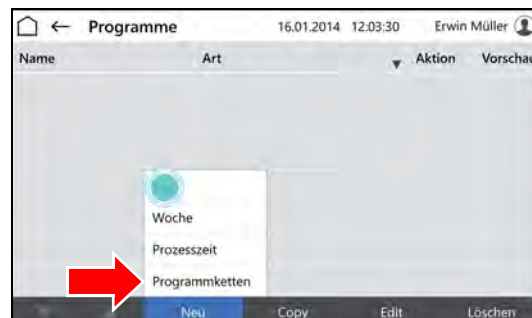 Programme 16.01.2014 12:03:30 Erwin Müller
Name Art Aktion Vorschau
Woche
Prozesszeit
Programmketten
Neu Copy Edit Löschen